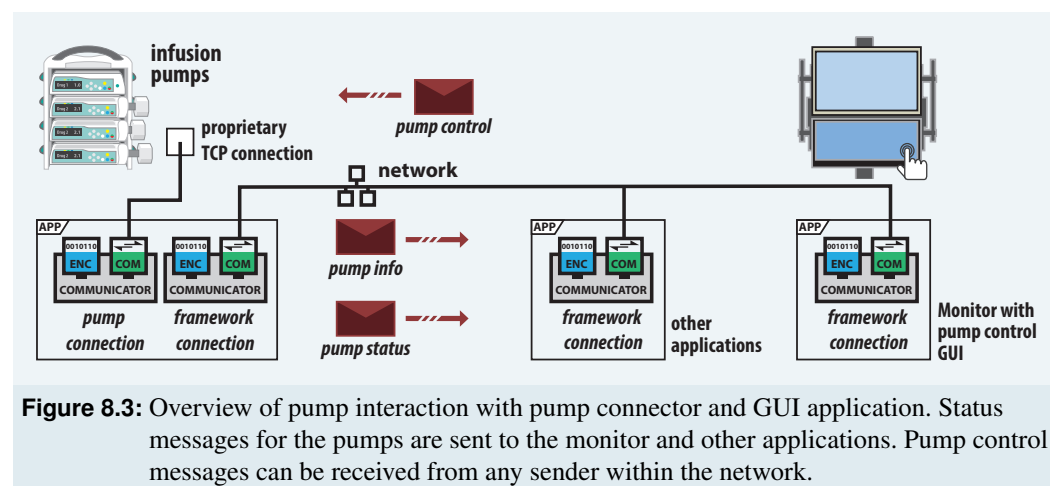 infusion
pumps
pump control
proprietary
TCP connection
network
APP
0010110
ENC
COM
COMMUNICATOR
pump
connection
0010110
ENC
COM
COMMUNICATOR
framework
connection
pump info
pump status
APP
0010110
ENC
COM
COMMUNICATOR
framework
connection
other
applications
APP
0010110
ENC
COM
COMMUNICATOR
framework
connection
Monitor with
pump control
GUI
Figure 8.3: Overview of pump interaction with pump connector and GUI application. Status
messages for the pumps are sent to the monitor and other applications. Pump control
messages can be received from any sender within the network.